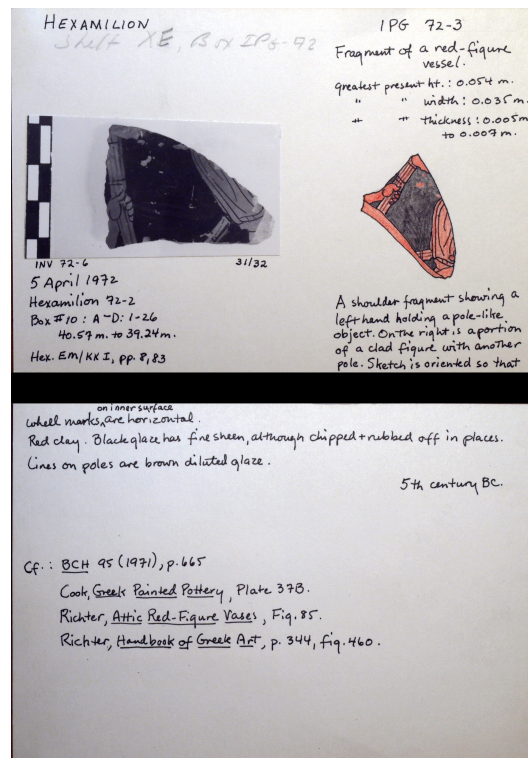 HEXAMILION
Shelf XE, Box IPG-72
INV 72-6 31/32
5 April 1972
Hexamilion 72-2
Box #10: A-D: 1-26
40.57m. to 39.24m.
Hex. Em/KK I, pp. 8, 83
IPG 72-3
Fragment of a red-figure
vessel.
greatest present ht.: 0.054 m.
" " width: 0.035 m.
" " thickness: 0.005m
to 0.007 m.
A shoulder fragment showing a
left hand holding a pole-like
object. On the right is a portion
of a clad figure with another
pole. Sketch is oriented so that
wheel marks on inner surface are horizontal.
Red clay. Black glaze has fine sheen, although chipped + rubbed off in places.
Lines on poles are brown diluted glaze.
5th century BC.
Cf.: BCH 95 (1971), p. 665
Cook, Greek Painted Pottery, Plate 37B.
Richter, Attic Red-Figure Vases, Fig. 85.
Richter, Handbook of Greek Art, p. 344, fig. 460.